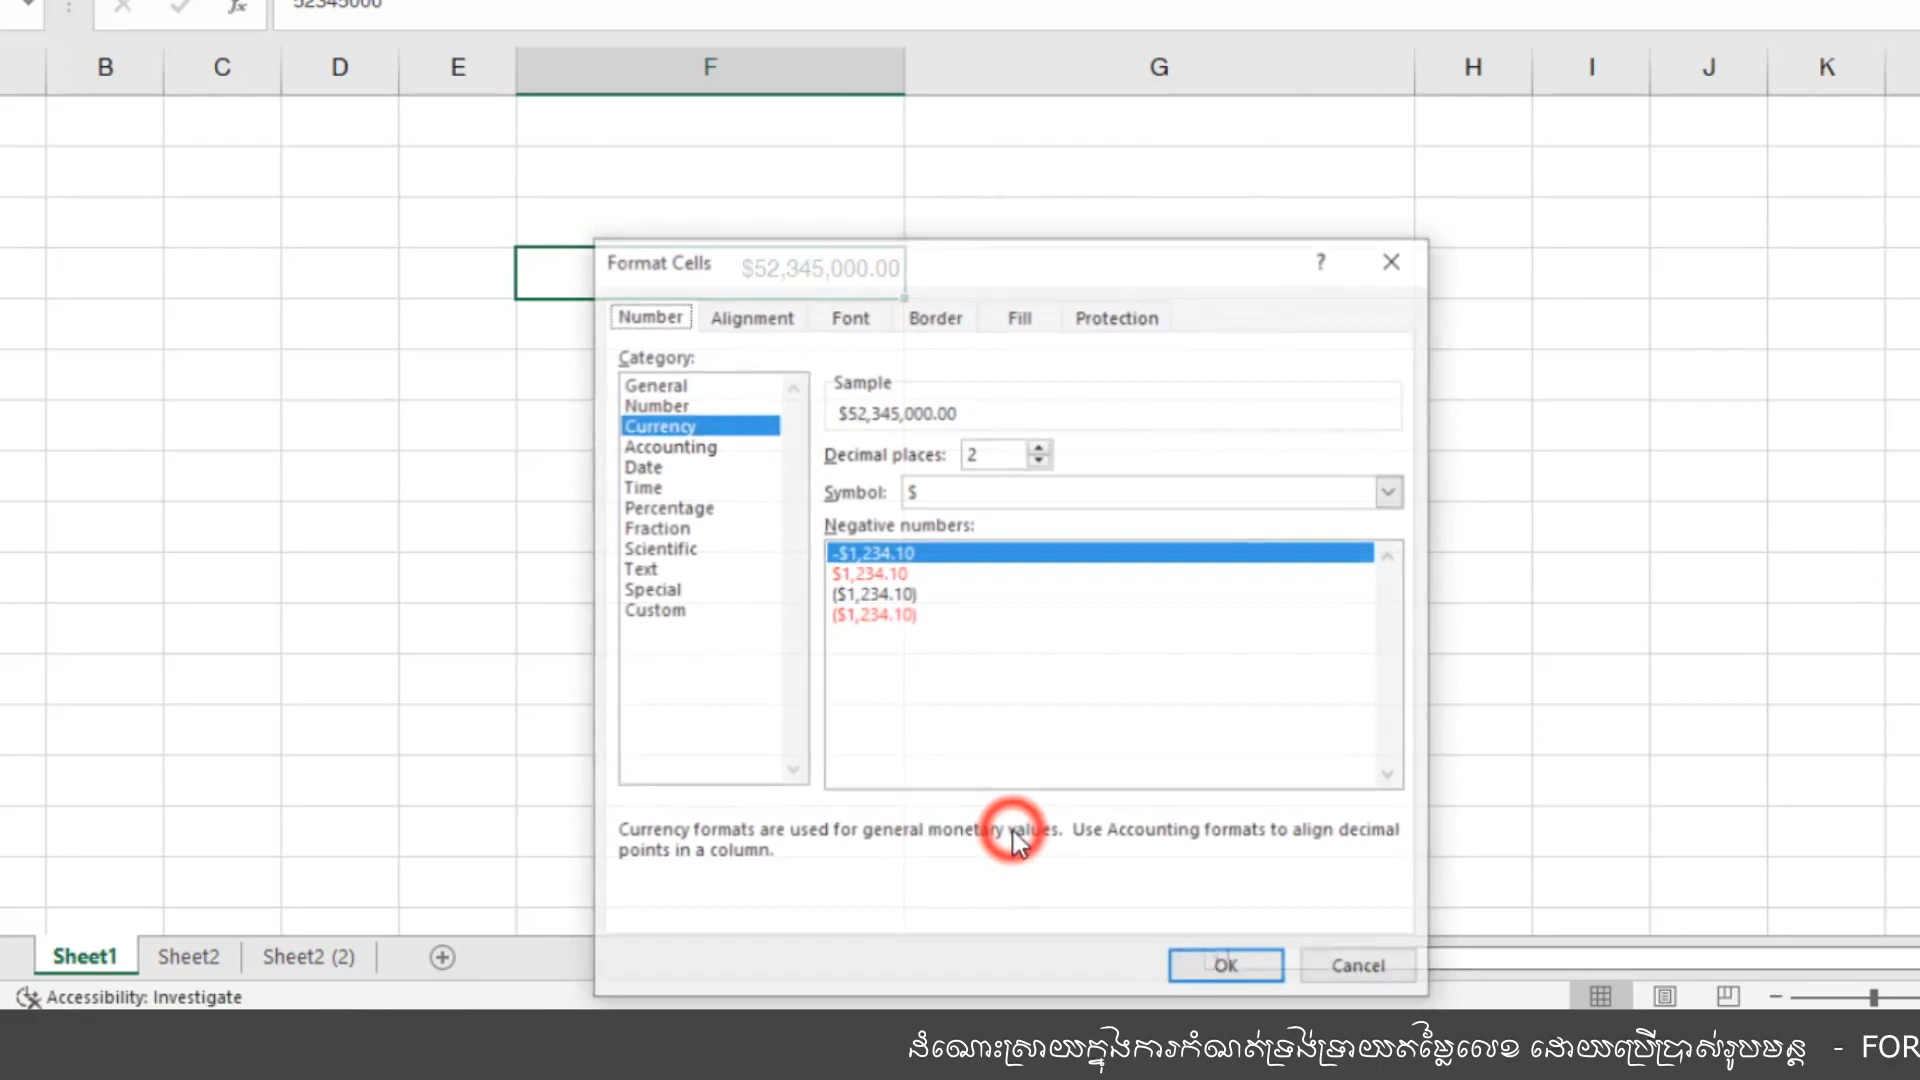 52345000
B C D E F G H I J K
Format Cells $52,345,000.00 ?
Number Alignment Font Border Fill Protection
Category:
General
Number
Currency
Accounting
Date
Time
Percentage
Fraction
Scientific
Text
Special
Custom
Sample
$52,345,000.00
Decimal places: 2
Symbol: $
Negative numbers:
-$1,234.10
$1,234.10
($1,234.10)
($1,234.10)
Currency formats are used for general monetary values. Use Accounting formats to align decimal
points in a column.
OK Cancel
Sheet1 Sheet2 Sheet2 (2)
Accessibility: Investigate
ដំណោះស្រាយក្នុងការកំណត់ទ្រង់ទ្រាយតម្លៃលេខ ដោយប្រើប្រាស់រូបមន្ត - FOR